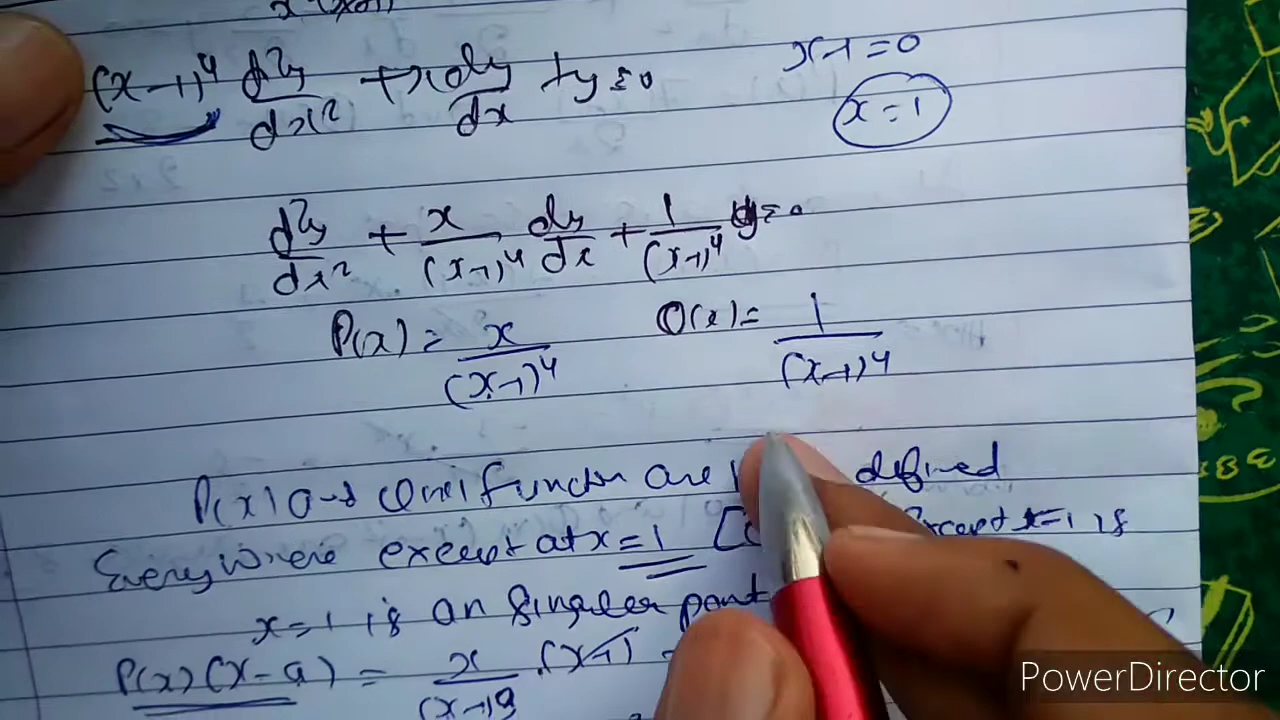 (x-1)⁴ d²y/dx² + x dy/dx + y = 0
x-1=0
x=1
d²y/dx² + x/(x-1)⁴ dy/dx + 1/(x-1)⁴ y=0
P(x) = x/(x-1)⁴ Q(x) = 1/(x-1)⁴
P(x) function are defined
Everywhere except at x=1 except x=1 is
x=1 is an singular point
P(x) (x-a) = x/(x-1) .(x-1)
PowerDirector